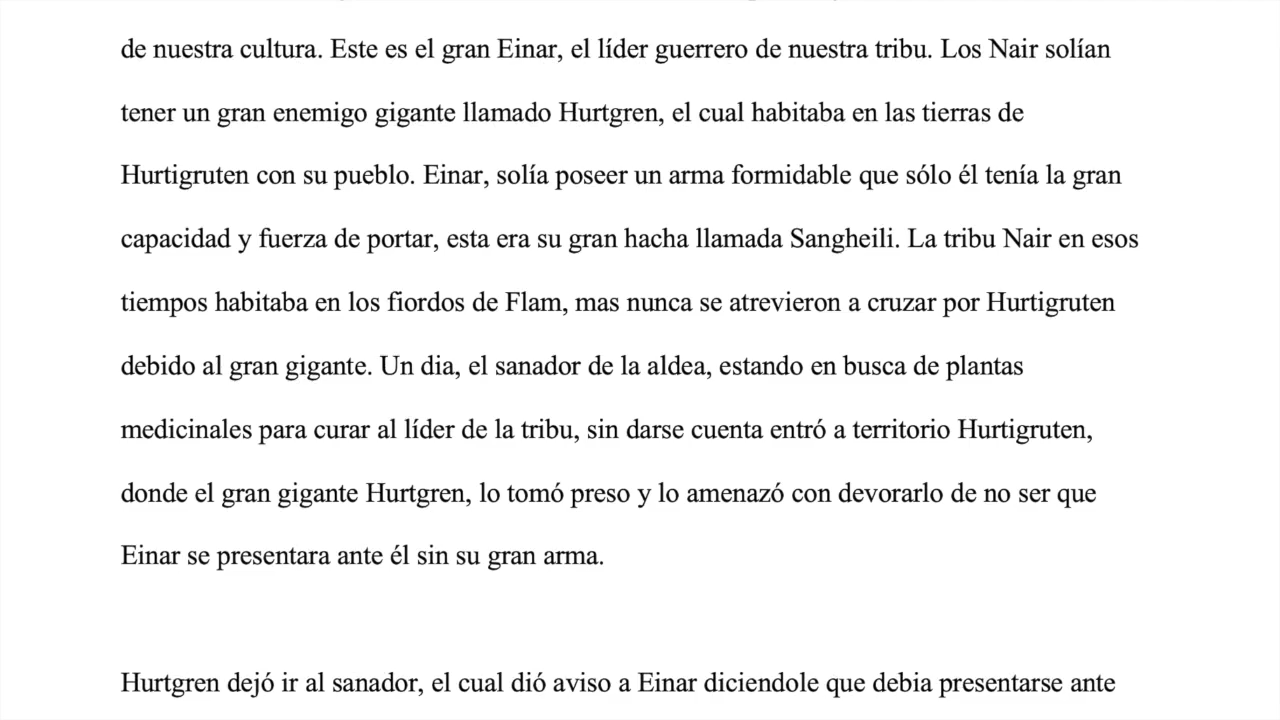 de nuestra cultura. Este es el gran Einar, el líder guerrero de nuestra tribu. Los Nair solían
tener un gran enemigo gigante llamado Hurtgren, el cual habitaba en las tierras de
Hurtigruten con su pueblo. Einar, solía poseer un arma formidable que sólo él tenía la gran
capacidad y fuerza de portar, esta era su gran hacha llamada Sangheili. La tribu Nair en esos
tiempos habitaba en los fiordos de Flam, mas nunca se atrevieron a cruzar por Hurtigruten
debido al gran gigante. Un dia, el sanador de la aldea, estando en busca de plantas
medicinales para curar al líder de la tribu, sin darse cuenta entró a territorio Hurtigruten,
donde el gran gigante Hurtgren, lo tomó preso y lo amenazó con devorarlo de no ser que
Einar se presentara ante él sin su gran arma.
Hurtgren dejó ir al sanador, el cual dió aviso a Einar diciendole que debia presentarse ante